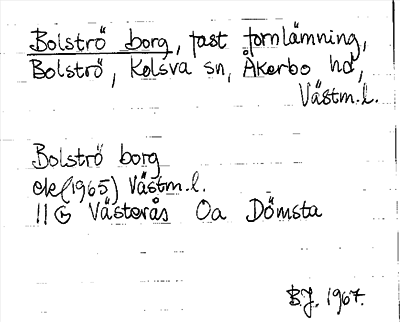 Bolströ borg, fast fornlämning,
Bolströ, Kolsva sn, Åkerbo hd,
Västm.l.
Bolströ borg
ek(1965) Västm.l.
11 G Västerås Oa Dömsta
B.J. 1967.